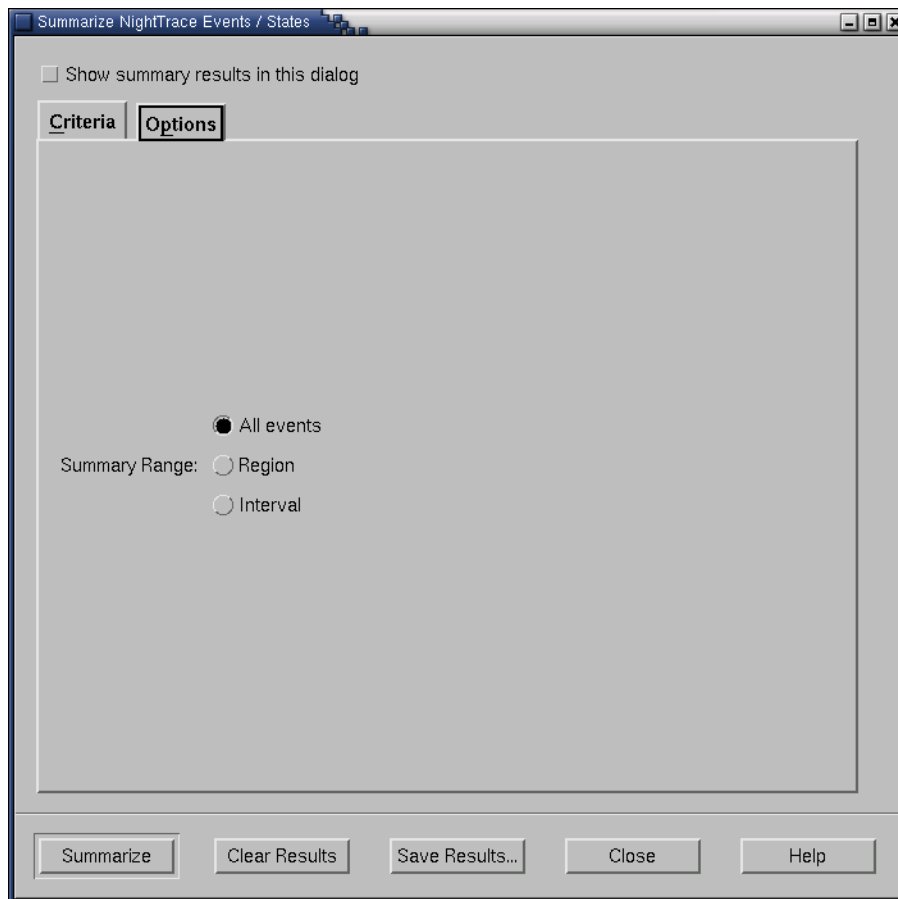 Summarize NightTrace Events / States
Show summary results in this dialog
Criteria Options
All events
Summary Range: Region
Interval
Summarize Clear Results Save Results... Close Help